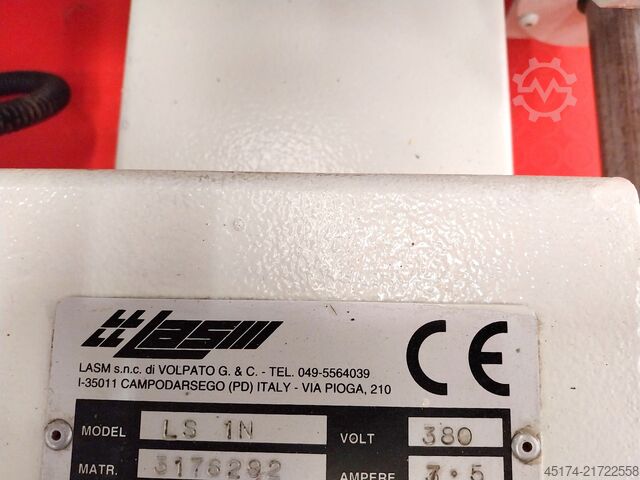 LASM
LASM s.n.c. di VOLPATO G. & C. - TEL. 049-5564039
I-35011 CAMPODARSEGO (PD) ITALY - VIA PIOGA, 210
CE
MODEL LS 1N VOLT 380
MATR. 3176292 AMPERE 7.5
45174-21722558